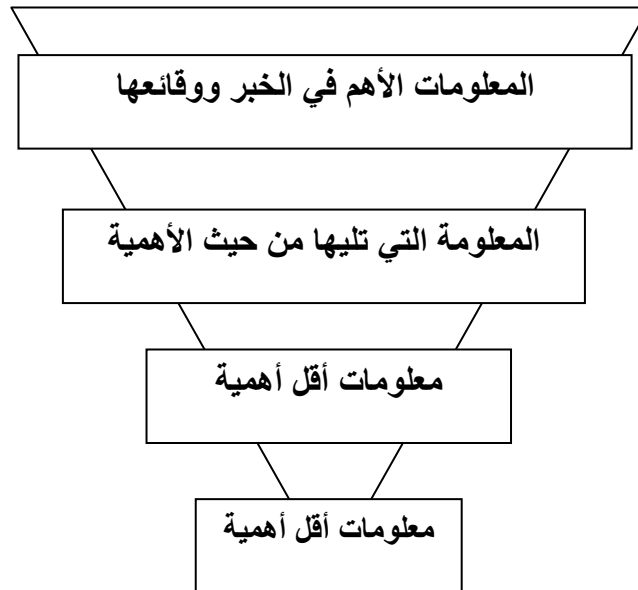 المعلومات الأهم في الخبر ووقائعها
المعلومة التي تليها من حيث الأهمية
معلومات أقل أهمية
معلومات أقل أهمية